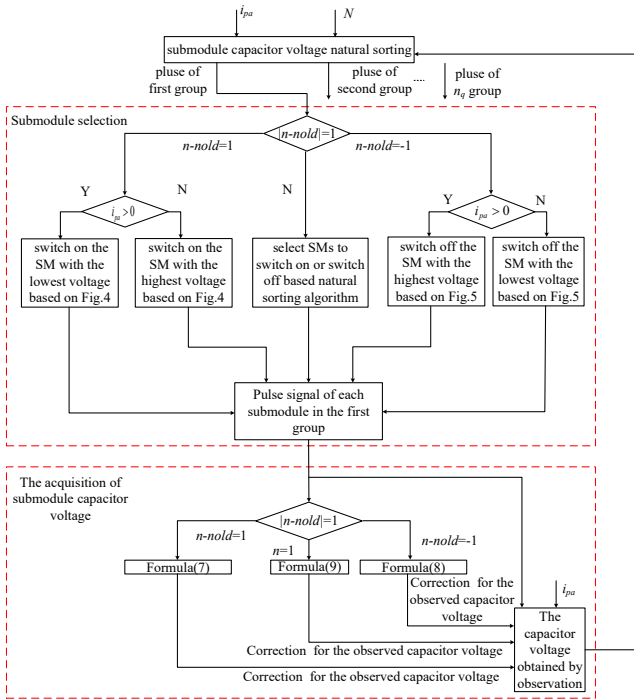 i_pa
N
submodule capacitor voltage natural sorting
pluse of
first group
pluse of
second group
....
pluse of
n_q group
Submodule selection
|n-nold|=1
n-nold=1
n-nold=-1
Y
N
N
Y
N
i_pa>0
i_pa>0
switch on the
SM with the
lowest voltage
based on Fig.4
switch on the
SM with the
highest voltage
based on Fig.4
select SMs to
switch on or switch
off based natural
sorting algorithm
switch off the
SM with the
highest voltage
based on Fig.5
switch off the
SM with the
lowest voltage
based on Fig.5
Pulse signal of each
submodule in the first
group
The acquisition of
submodule capacitor
voltage
|n-nold|=1
n-nold=1
n=1
n-nold=-1
Formula(7)
Formula(9)
Formula(8)
Correction for the
observed capacitor
voltage
i_pa
Correction for the observed capacitor voltage
Correction for the observed capacitor voltage
The
capacitor
voltage
obtained by
observation